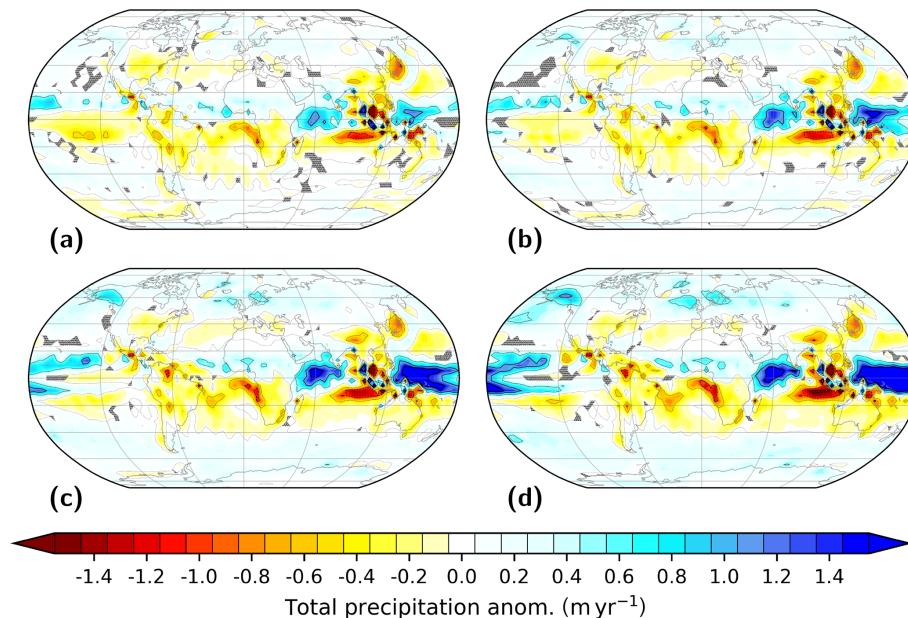 (a)
(b)
(c)
(d)
-1.4 -1.2 -1.0 -0.8 -0.6 -0.4 -0.2 0.0 0.2 0.4 0.6 0.8 1.0 1.2 1.4
Total precipitation anom. (m yr⁻¹)